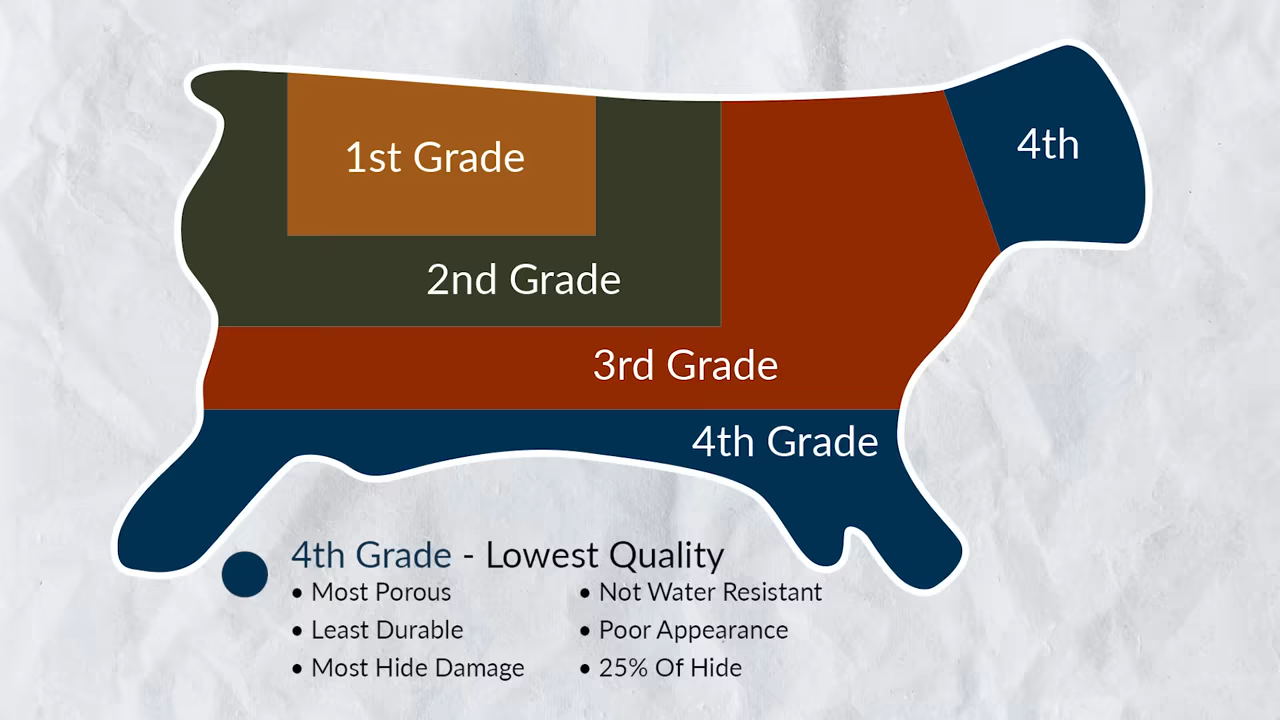 1st Grade
4th
2nd Grade
3rd Grade
4th Grade
4th Grade - Lowest Quality
• Most Porous
• Least Durable
• Most Hide Damage
• Not Water Resistant
• Poor Appearance
• 25% Of Hide